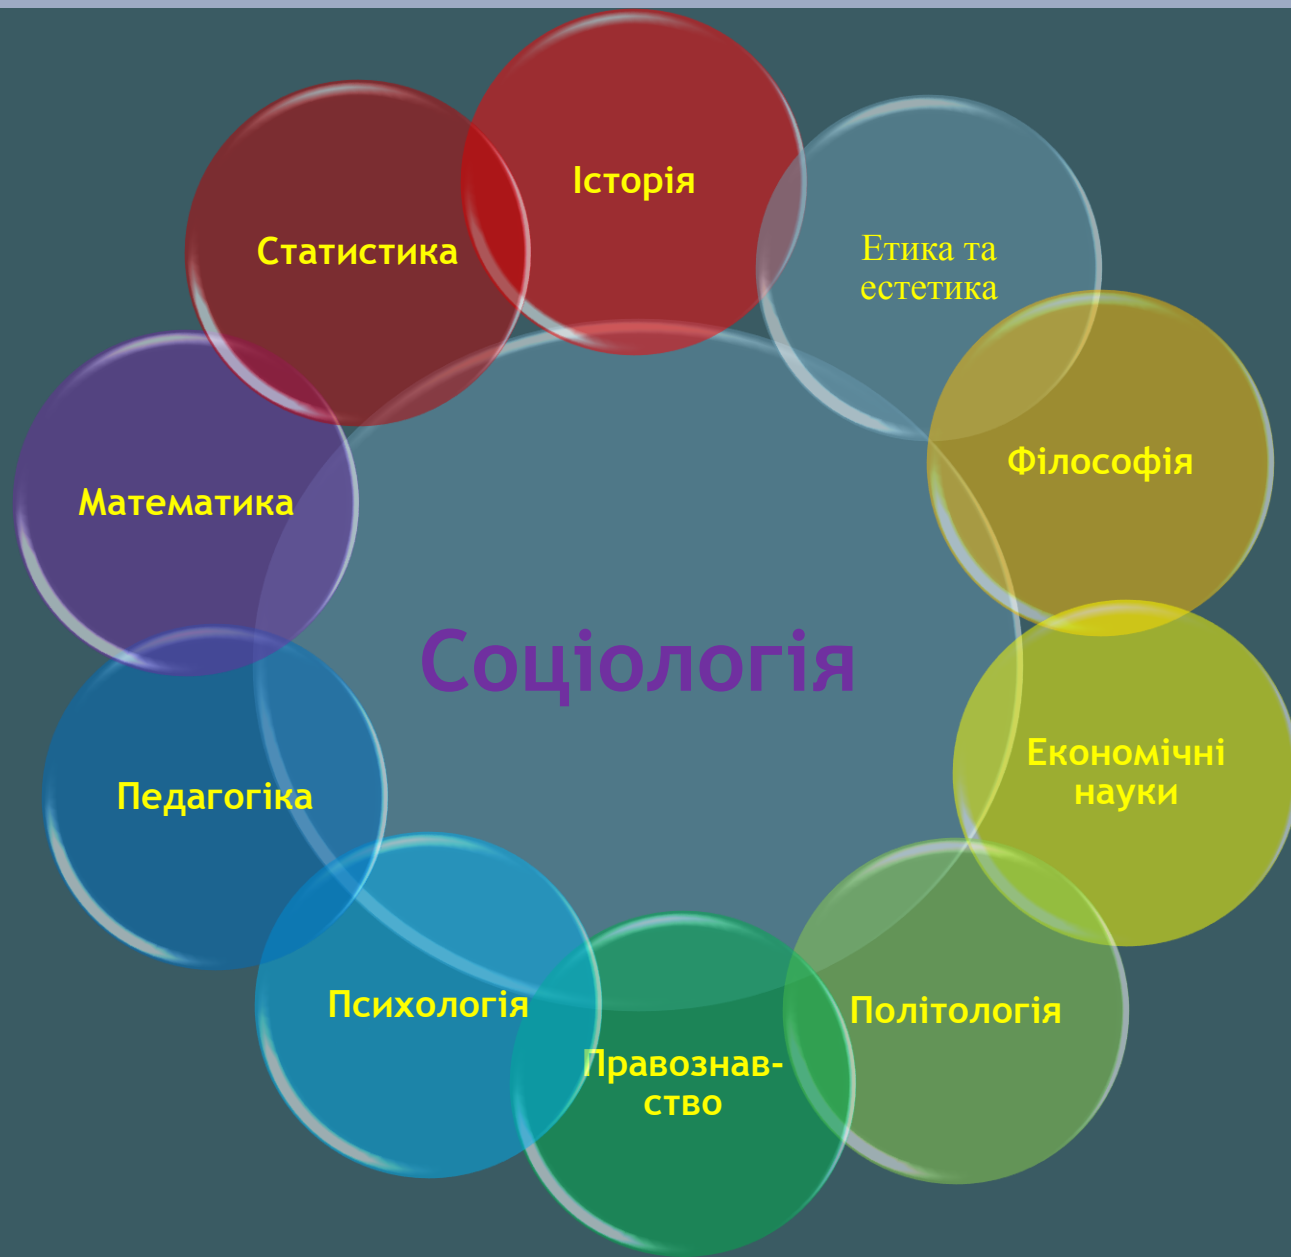 Історія
Статистика
Етика та
естетика
Філософія
Математика
Соціологія
Економічні
науки
Педагогіка
Психологія
Політологія
Правознав-
ство